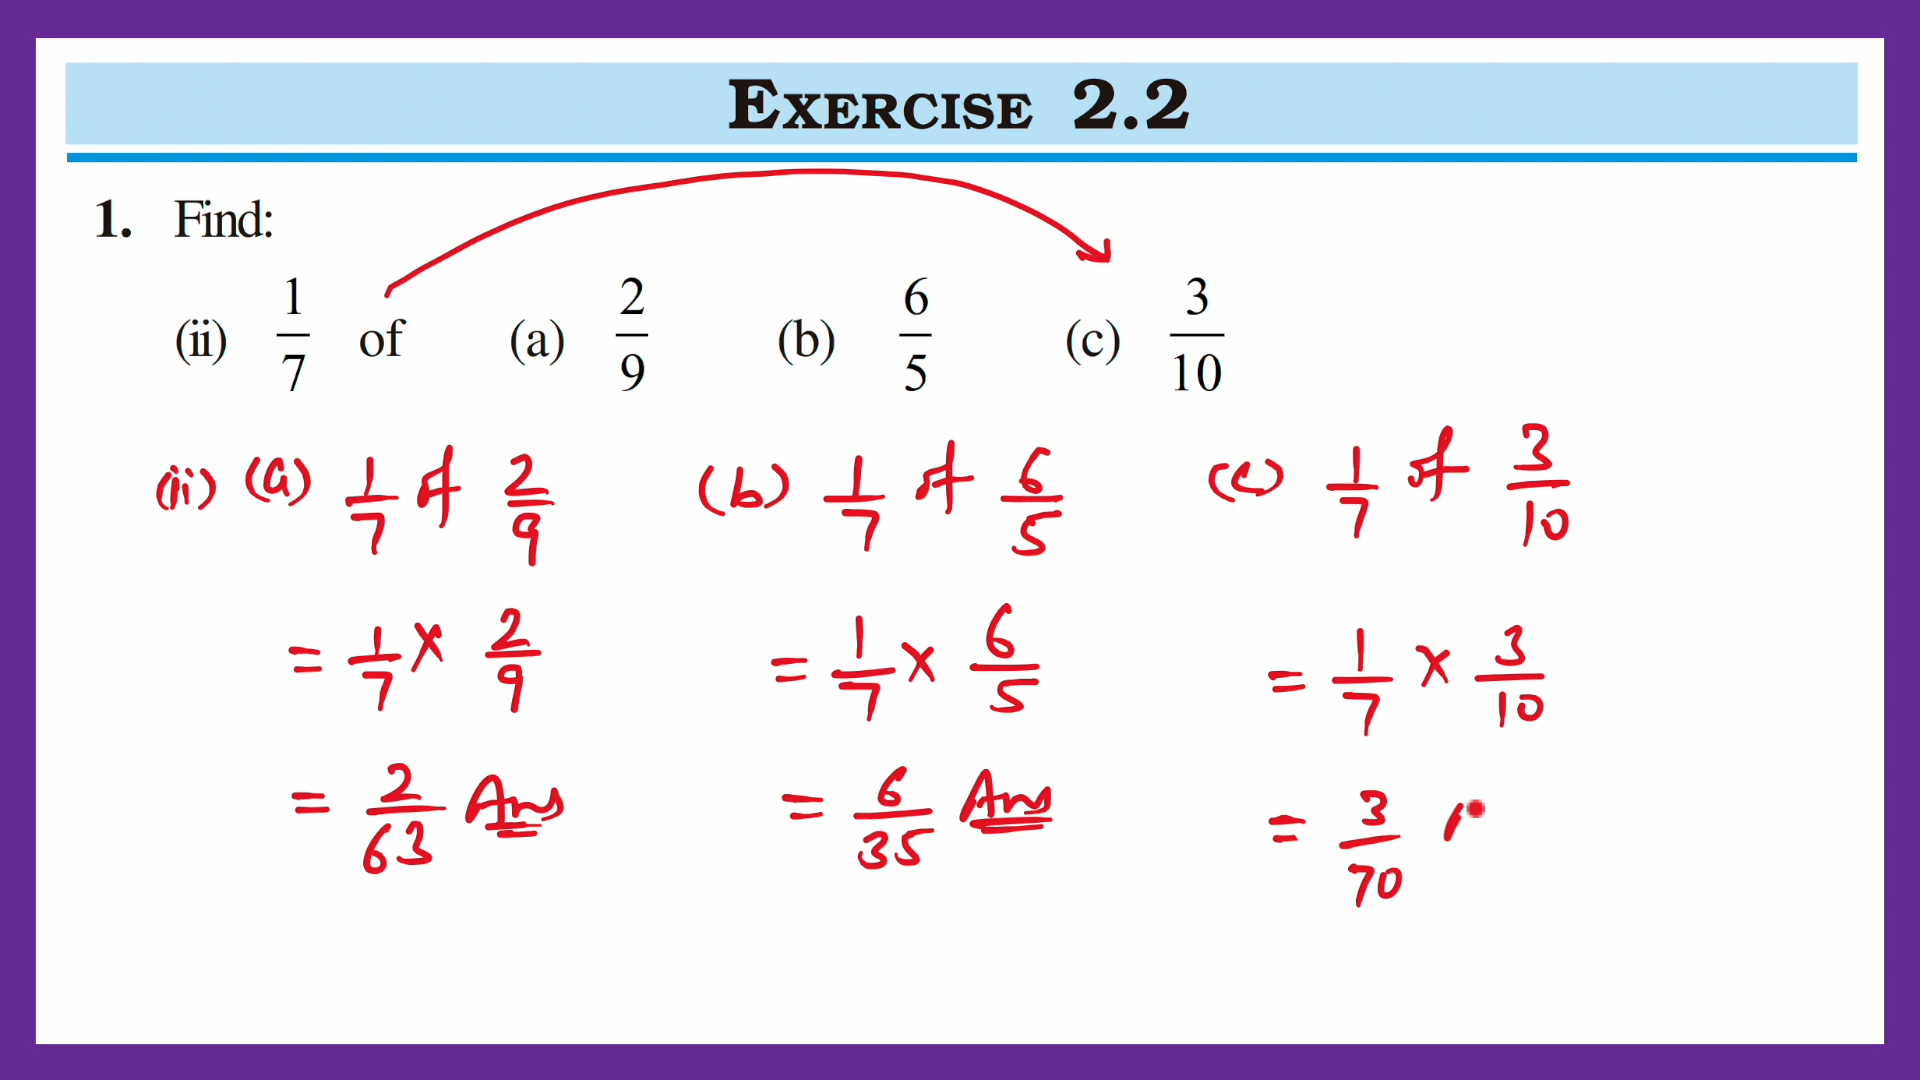 EXERCISE 2.2
1. Find:
(ii) 1/7 of (a) 2/9 (b) 6/5 (c) 3/10
(ii) (a) 1/7 of 2/9 (b) 1/7 of 6/5 (c) 1/7 of 3/10
= 1/7 × 2/9 = 1/7 × 6/5 = 1/7 × 3/10
= 2/63 Ans = 6/35 Ans = 3/70